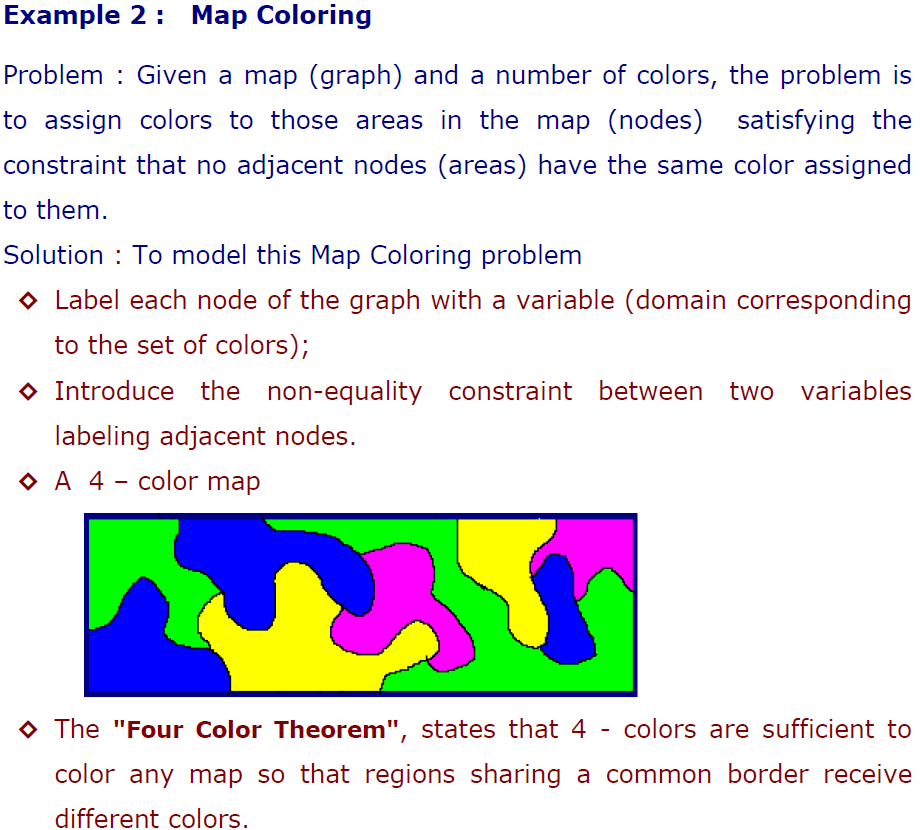 Example 2 : Map Coloring
Problem : Given a map (graph) and a number of colors, the problem is
to assign colors to those areas in the map (nodes) satisfying the
constraint that no adjacent nodes (areas) have the same color assigned
to them.
Solution : To model this Map Coloring problem
◇ Label each node of the graph with a variable (domain corresponding
to the set of colors);
◇ Introduce the non-equality constraint between two variables
labeling adjacent nodes.
◇ A 4 – color map
◇ The "Four Color Theorem", states that 4 - colors are sufficient to
color any map so that regions sharing a common border receive
different colors.